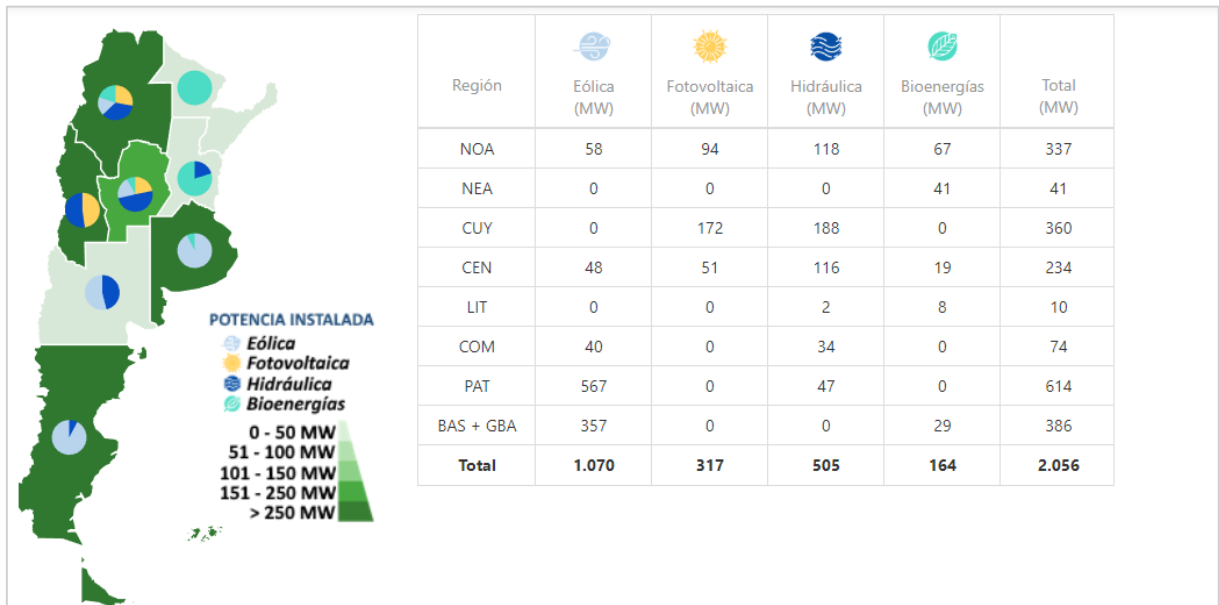 POTENCIA INSTALADA
Eólica
Fotovoltaica
Hidráulica
Bioenergías
0 - 50 MW
51 - 100 MW
101 - 150 MW
151 - 250 MW
> 250 MW
Región Eólica (MW) Fotovoltaica (MW) Hidráulica (MW) Bioenergías (MW) Total (MW)
NOA 58 94 118 67 337
NEA 0 0 0 41 41
CUY 0 172 188 0 360
CEN 48 51 116 19 234
LIT 0 0 2 8 10
COM 40 0 34 0 74
PAT 567 0 47 0 614
BAS + GBA 357 0 0 29 386
Total 1.070 317 505 164 2.056